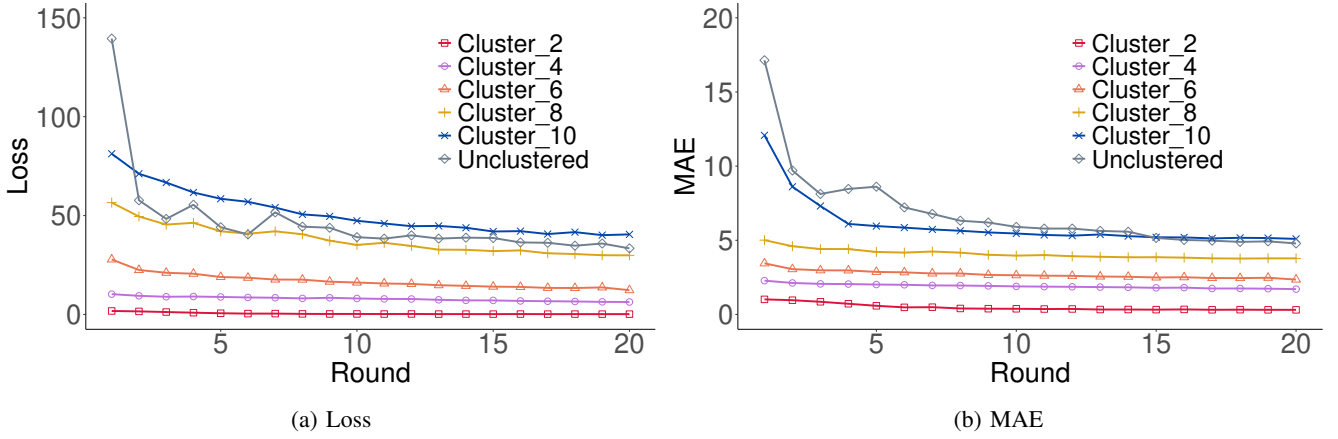 150
100
50
0
Loss
5
10
15
20
Round
Cluster_2
Cluster_4
Cluster_6
Cluster_8
Cluster_10
Unclustered
(a) Loss
20
15
10
5
0
MAE
5
10
15
20
Round
Cluster_2
Cluster_4
Cluster_6
Cluster_8
Cluster_10
Unclustered
(b) MAE